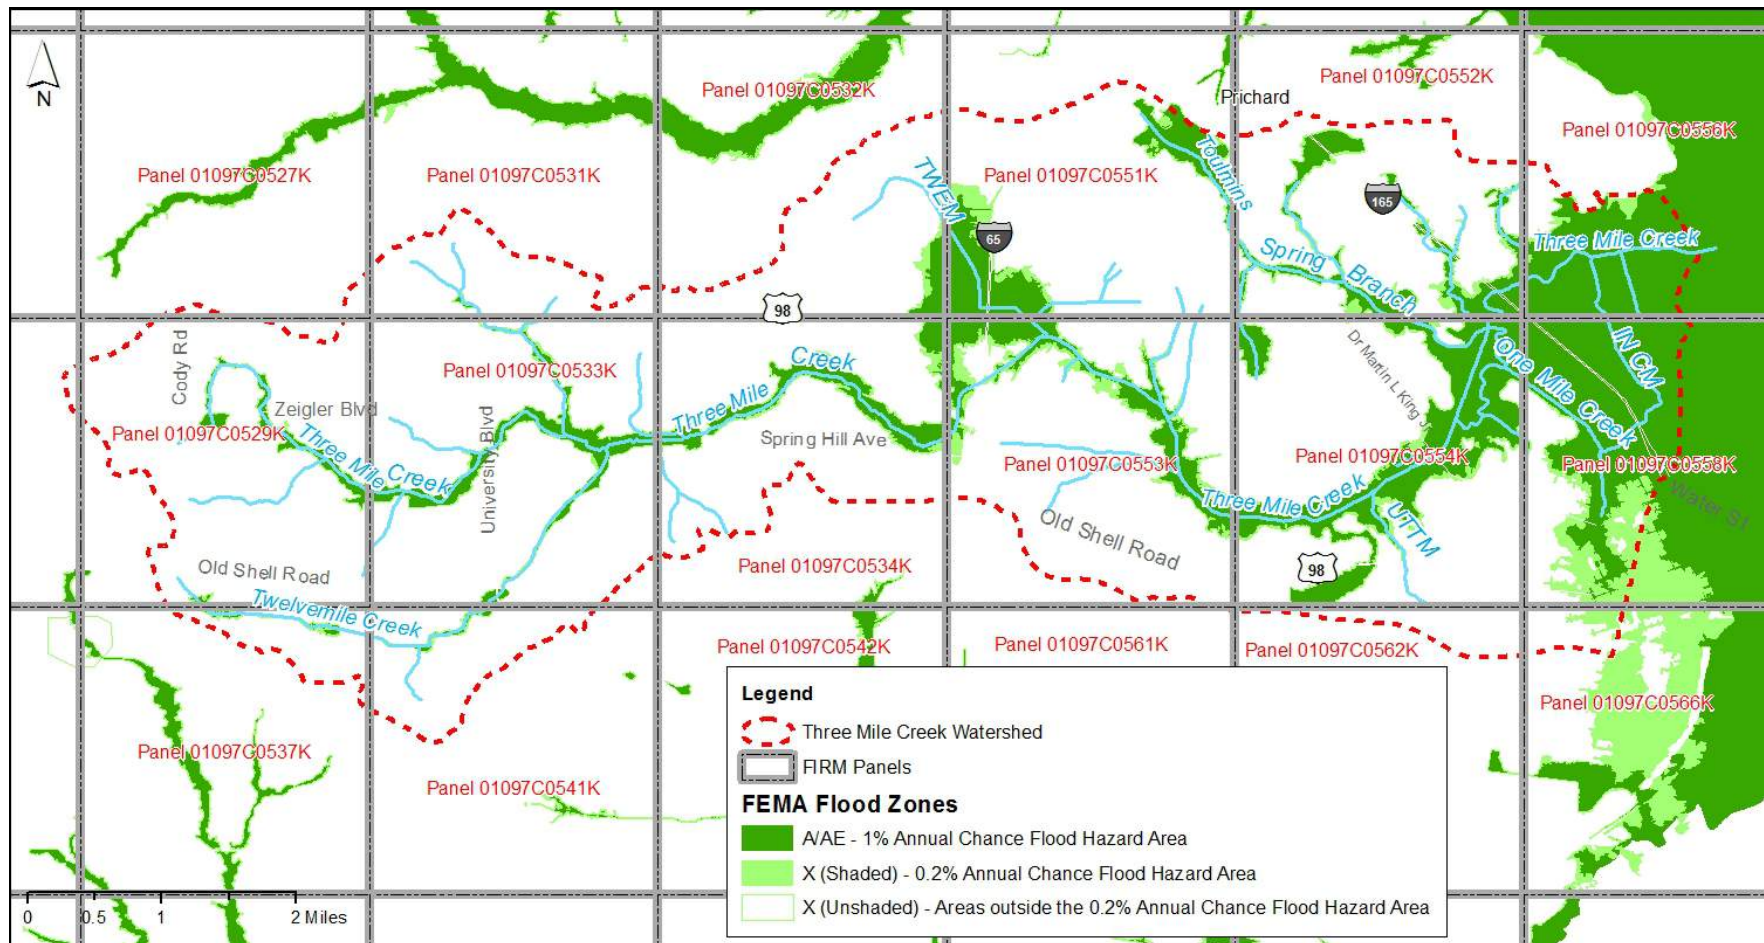 N
Panel 01097C0532K
Panel 01097C0552K
Prichard
Panel 01097C0556K
Panel 01097C0527K
Panel 01097C0531K
TWEM
Panel 01097C0551K
Toulmins
165
65
Spring Branch
Three Mile Creek
98
Cody Rd
Panel 01097C0533K
Creek
Three Mile
Dr Martin L King J
One Mile Creek
IN CM
Zeigler Blvd
Panel 01097C0529K
Three Mile Creek
University Blvd
Spring Hill Ave
Panel 01097C0553K
Panel 01097C0554K
Panel 01097C0558K
Three Mile Creek
Water St
UTTM
Old Shell Road
Old Shell Road
Panel 01097C0534K
98
Twelvemile Creek
Panel 01097C0542K
Panel 01097C0561K
Panel 01097C0562K
Panel 01097C0566K
Panel 01097C0537K
Panel 01097C0541K
Legend
Three Mile Creek Watershed
FIRM Panels
FEMA Flood Zones
A/AE - 1% Annual Chance Flood Hazard Area
X (Shaded) - 0.2% Annual Chance Flood Hazard Area
X (Unshaded) - Areas outside the 0.2% Annual Chance Flood Hazard Area
0 0.5 1 2 Miles